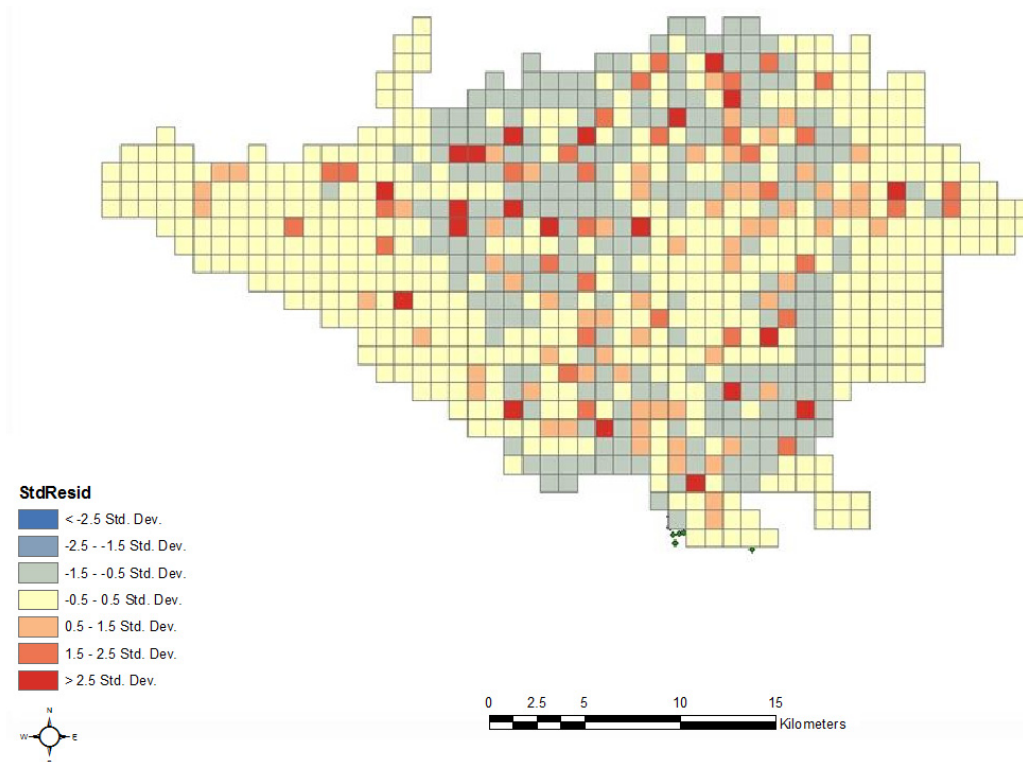 StdResid
< -2.5 Std. Dev.
-2.5 - -1.5 Std. Dev.
-1.5 - -0.5 Std. Dev.
-0.5 - 0.5 Std. Dev.
0.5 - 1.5 Std. Dev.
1.5 - 2.5 Std. Dev.
> 2.5 Std. Dev.
N
W E
0 2.5 5 10 15
Kilometers